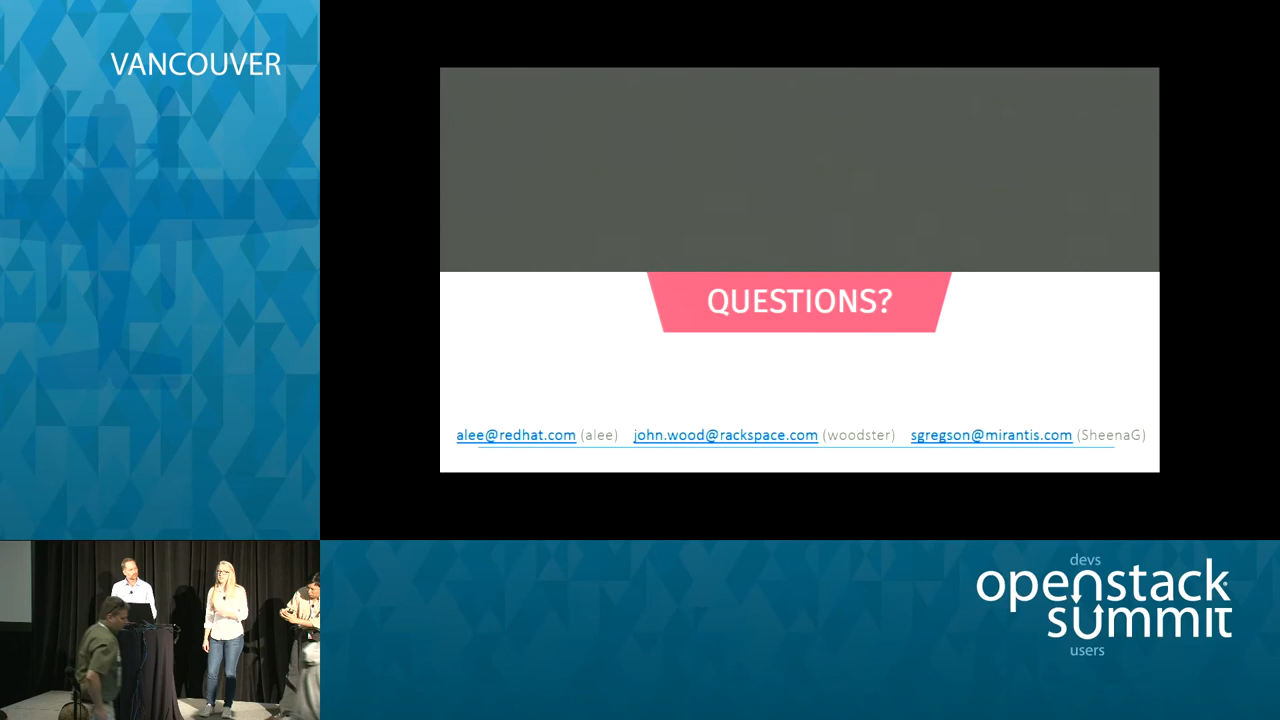 VANCOUVER
QUESTIONS?
alee@redhat.com (alee) john.wood@rackspace.com (woodster) sgregson@mirantis.com (SheenaG)
devs
openstack
summit
users